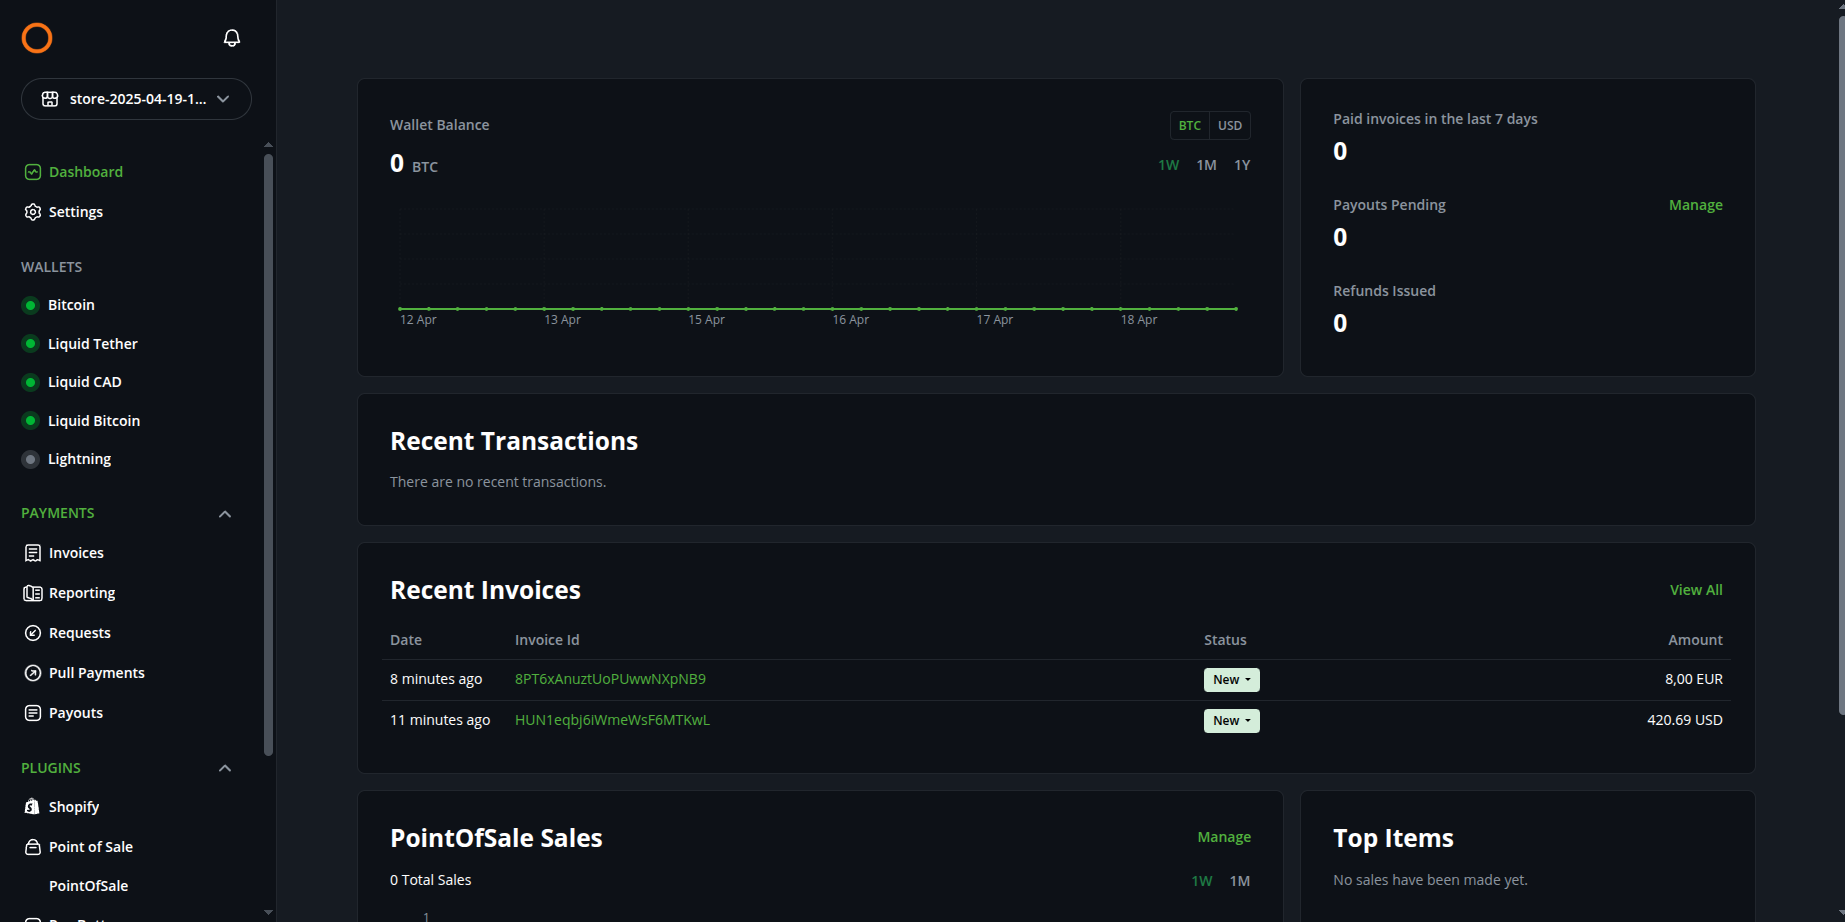 store-2025-04-19-1...
Dashboard
Settings
WALLETS
Bitcoin
Liquid Tether
Liquid CAD
Liquid Bitcoin
Lightning
PAYMENTS
Invoices
Reporting
Requests
Pull Payments
Payouts
PLUGINS
Shopify
Point of Sale
PointOfSale
Wallet Balance
BTC USD
0 BTC
1W 1M 1Y
12 Apr 13 Apr 15 Apr 16 Apr 17 Apr 18 Apr
Paid invoices in the last 7 days
0
Payouts Pending Manage
0
Refunds Issued
0
Recent Transactions
There are no recent transactions.
Recent Invoices View All
Date Invoice Id Status Amount
8 minutes ago 8PT6xAnuztUoPUwwNXpNB9 New 8,00 EUR
11 minutes ago HUN1eqbj6iWmeWsF6MTKwL New 420.69 USD
PointOfSale Sales Manage
0 Total Sales 1W 1M
1
Top Items
No sales have been made yet.